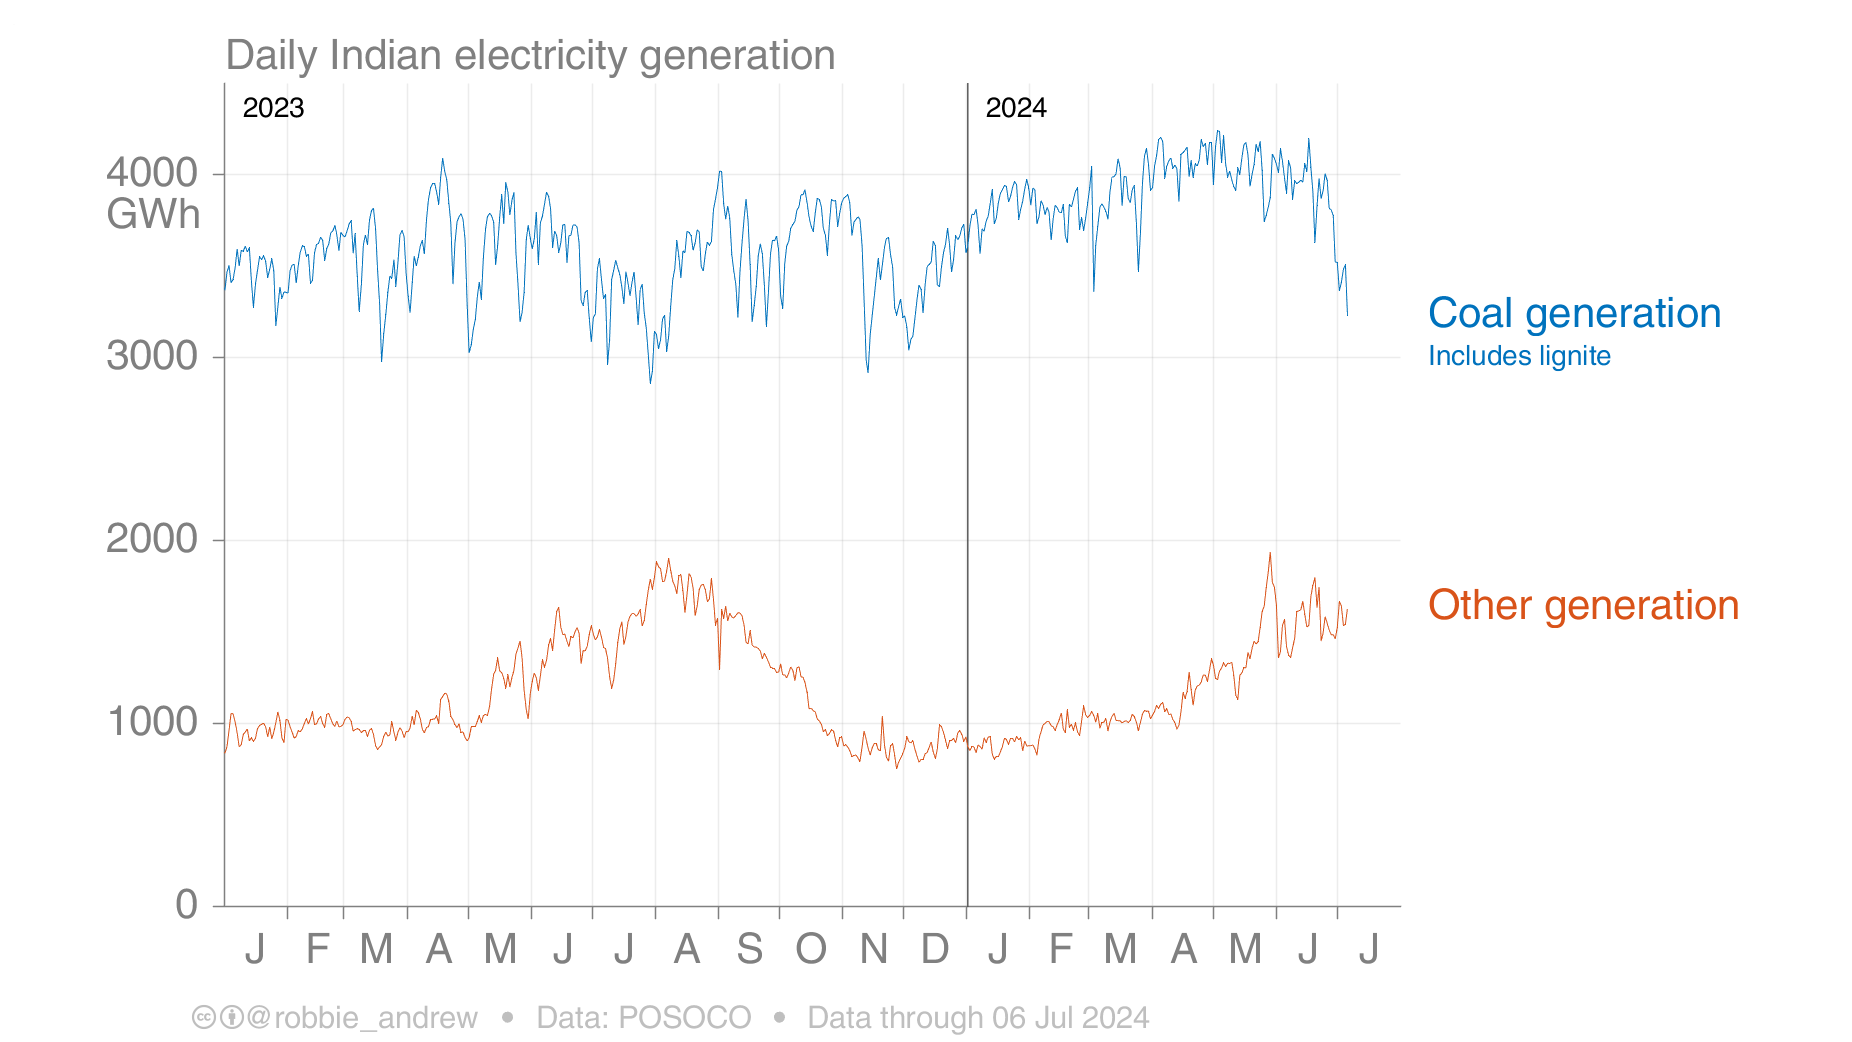 Daily Indian electricity generation
2023
2024
4000
GWh
3000
2000
1000
0
Coal generation
Includes lignite
Other generation
J F M A M J J A S O N D J F M A M J J
@robbie_andrew • Data: POSOCO • Data through 06 Jul 2024